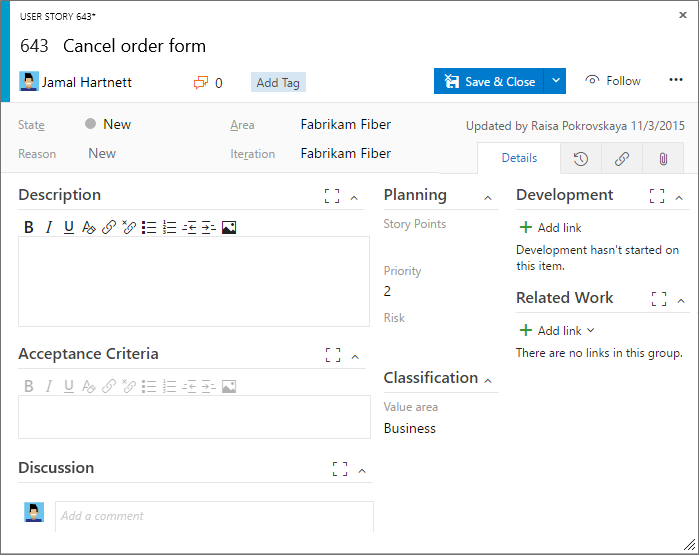 USER STORY 643*
643 Cancel order form
Jamal Hartnett 0 Add Tag Save & Close Follow
State New Area Fabrikam Fiber Updated by Raisa Pokrovskaya 11/3/2015
Reason New Iteration Fabrikam Fiber
Details
Description
B I U
Acceptance Criteria
B I U
Discussion
Add a comment
Planning
Story Points
Priority
2
Risk
Classification
Value area
Business
Development
Add link
Development hasn't started on
this item.
Related Work
Add link
There are no links in this group.